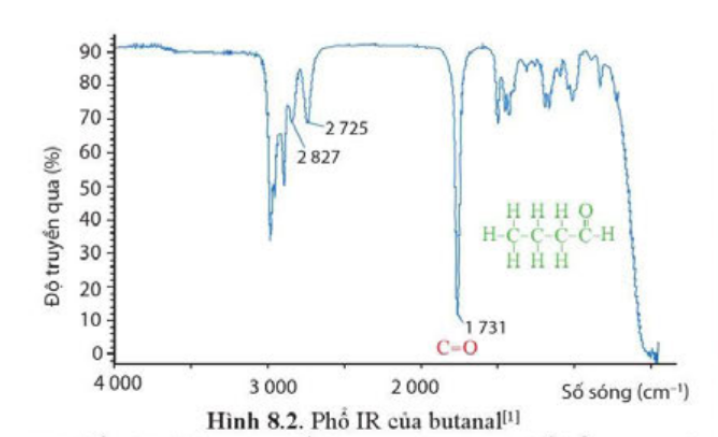 90
80
70
60
50
40
30
20
10
0
Độ truyền qua (%)
2 725
2 827
H H H O
H-C-C-C-C-H
H H H
1 731
C=O
4 000
3 000
2 000
Số sóng (cm⁻¹)
Hình 8.2. Phổ IR của butanal[1]